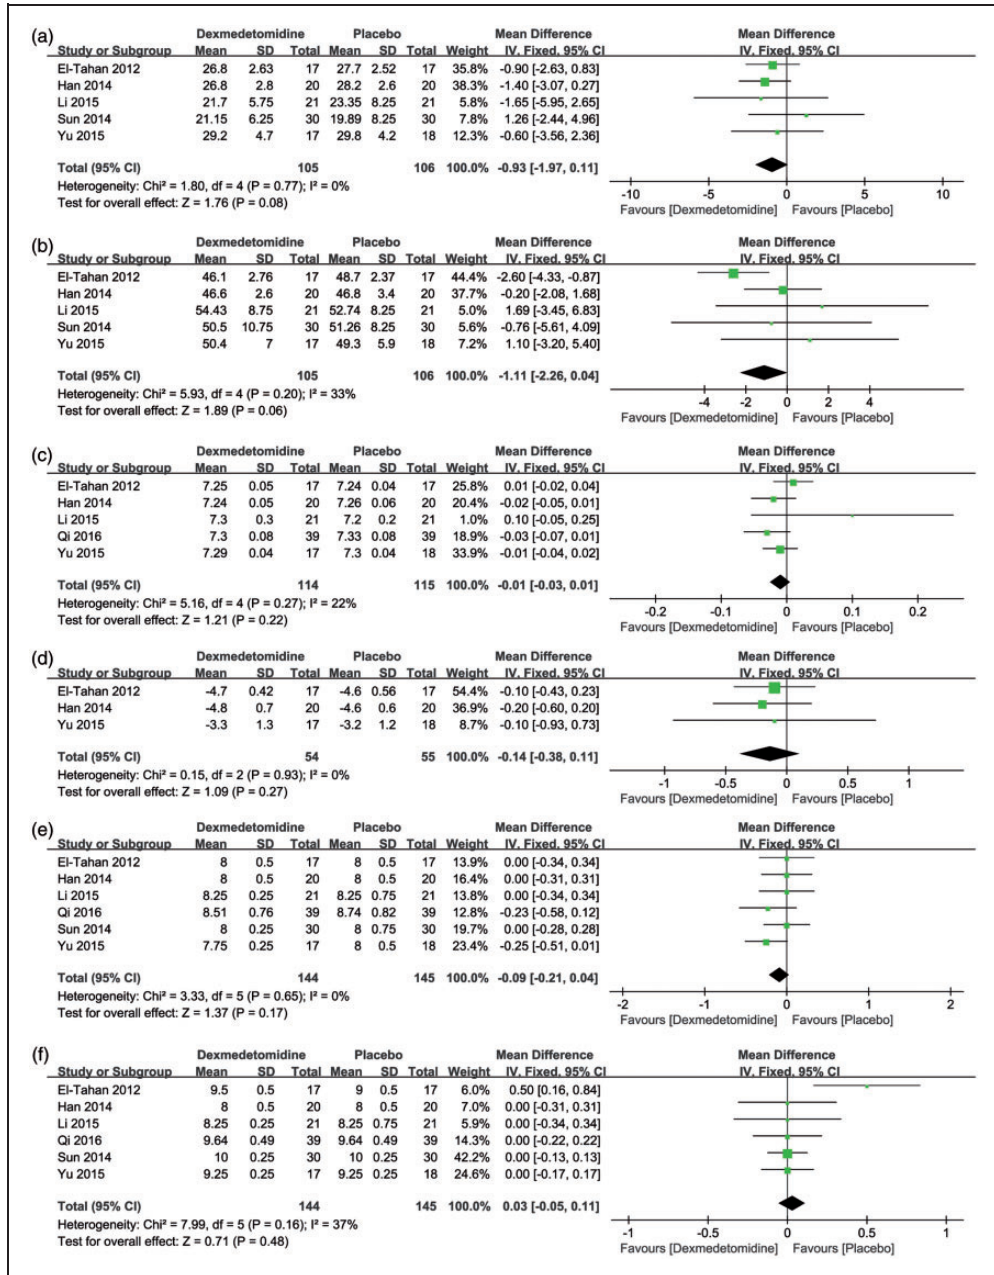 (a)
Dexmedetomidine Placebo Mean Difference Mean Difference
Study or Subgroup Mean SD Total Mean SD Total Weight IV. Fixed. 95% CI IV. Fixed. 95% CI
El-Tahan 2012 26.8 2.63 17 27.7 2.52 17 35.8% -0.90 [-2.63, 0.83]
Han 2014 26.8 2.8 20 28.2 2.6 20 38.3% -1.40 [-3.07, 0.27]
Li 2015 21.7 5.75 21 23.35 8.25 21 5.8% -1.65 [-5.95, 2.65]
Sun 2014 21.15 6.25 30 19.89 8.25 30 7.8% 1.26 [-2.44, 4.96]
Yu 2015 29.2 4.7 17 29.8 4.2 18 12.3% -0.60 [-3.56, 2.36]
Total (95% CI) 105 106 100.0% -0.93 [-1.97, 0.11]
Heterogeneity: Chi² = 1.80, df = 4 (P = 0.77); I² = 0%
Test for overall effect: Z = 1.76 (P = 0.08)
-10 -5 0 5 10
Favours [Dexmedetomidine] Favours [Placebo]
(b)
Dexmedetomidine Placebo Mean Difference Mean Difference
Study or Subgroup Mean SD Total Mean SD Total Weight IV. Fixed. 95% CI IV. Fixed. 95% CI
El-Tahan 2012 46.1 2.76 17 48.7 2.37 17 44.4% -2.60 [-4.33, -0.87]
Han 2014 46.6 2.6 20 46.8 3.4 20 37.7% -0.20 [-2.08, 1.68]
Li 2015 54.43 8.75 21 52.74 8.25 21 5.0% 1.69 [-3.45, 6.83]
Sun 2014 50.5 10.75 30 51.26 8.25 30 5.6% -0.76 [-5.61, 4.09]
Yu 2015 50.4 7 17 49.3 5.9 18 7.2% 1.10 [-3.20, 5.40]
Total (95% CI) 105 106 100.0% -1.11 [-2.26, 0.04]
Heterogeneity: Chi² = 5.93, df = 4 (P = 0.20); I² = 33%
Test for overall effect: Z = 1.89 (P = 0.06)
-4 -2 0 2 4
Favours [Dexmedetomidine] Favours [Placebo]
(c)
Dexmedetomidine Placebo Mean Difference Mean Difference
Study or Subgroup Mean SD Total Mean SD Total Weight IV. Fixed. 95% CI IV. Fixed. 95% CI
El-Tahan 2012 7.25 0.05 17 7.24 0.04 17 25.8% 0.01 [-0.02, 0.04]
Han 2014 7.24 0.05 20 7.26 0.06 20 20.4% -0.02 [-0.05, 0.01]
Li 2015 7.3 0.3 21 7.2 0.2 21 1.0% 0.10 [-0.05, 0.25]
Qi 2016 7.3 0.08 39 7.33 0.08 39 18.9% -0.03 [-0.07, 0.01]
Yu 2015 7.29 0.04 17 7.3 0.04 18 33.9% -0.01 [-0.04, 0.02]
Total (95% CI) 114 115 100.0% -0.01 [-0.03, 0.01]
Heterogeneity: Chi² = 5.16, df = 4 (P = 0.27); I² = 22%
Test for overall effect: Z = 1.21 (P = 0.22)
-0.2 -0.1 0 0.1 0.2
Favours [Dexmedetomidine] Favours [Placebo]
(d)
Dexmedetomidine Placebo Mean Difference Mean Difference
Study or Subgroup Mean SD Total Mean SD Total Weight IV. Fixed. 95% CI IV. Fixed. 95% CI
El-Tahan 2012 -4.7 0.42 17 -4.6 0.56 17 54.4% -0.10 [-0.43, 0.23]
Han 2014 -4.8 0.7 20 -4.6 0.6 20 36.9% -0.20 [-0.60, 0.20]
Yu 2015 -3.3 1.3 17 -3.2 1.2 18 8.7% -0.10 [-0.93, 0.73]
Total (95% CI) 54 55 100.0% -0.14 [-0.38, 0.11]
Heterogeneity: Chi² = 0.15, df = 2 (P = 0.93); I² = 0%
Test for overall effect: Z = 1.09 (P = 0.27)
-1 -0.5 0 0.5 1
Favours [Dexmedetomidine] Favours [Placebo]
(e)
Dexmedetomidine Placebo Mean Difference Mean Difference
Study or Subgroup Mean SD Total Mean SD Total Weight IV. Fixed. 95% CI IV. Fixed. 95% CI
El-Tahan 2012 8 0.5 17 8 0.5 17 13.9% 0.00 [-0.34, 0.34]
Han 2014 8 0.5 20 8 0.5 20 16.4% 0.00 [-0.31, 0.31]
Li 2015 8.25 0.25 21 8.25 0.75 21 13.8% 0.00 [-0.34, 0.34]
Qi 2016 8.51 0.76 39 8.74 0.82 39 12.8% -0.23 [-0.58, 0.12]
Sun 2014 8 0.25 30 8 0.75 30 19.7% 0.00 [-0.28, 0.28]
Yu 2015 7.75 0.25 17 8 0.5 18 23.4% -0.25 [-0.51, 0.01]
Total (95% CI) 144 145 100.0% -0.09 [-0.21, 0.04]
Heterogeneity: Chi² = 3.33, df = 5 (P = 0.65); I² = 0%
Test for overall effect: Z = 1.37 (P = 0.17)
-2 -1 0 1 2
Favours [Dexmedetomidine] Favours [Placebo]
(f)
Dexmedetomidine Placebo Mean Difference Mean Difference
Study or Subgroup Mean SD Total Mean SD Total Weight IV. Fixed. 95% CI IV. Fixed. 95% CI
El-Tahan 2012 9.5 0.5 17 9 0.5 17 6.0% 0.50 [0.16, 0.84]
Han 2014 8 0.5 20 8 0.5 20 7.0% 0.00 [-0.31, 0.31]
Li 2015 8.25 0.25 21 8.25 0.75 21 5.9% 0.00 [-0.34, 0.34]
Qi 2016 9.64 0.49 39 9.64 0.49 39 14.3% 0.00 [-0.22, 0.22]
Sun 2014 10 0.25 30 10 0.25 30 42.2% 0.00 [-0.13, 0.13]
Yu 2015 9.25 0.25 17 9.25 0.25 18 24.6% 0.00 [-0.17, 0.17]
Total (95% CI) 144 145 100.0% 0.03 [-0.05, 0.11]
Heterogeneity: Chi² = 7.99, df = 5 (P = 0.16); I² = 37%
Test for overall effect: Z = 0.71 (P = 0.48)
-1 -0.5 0 0.5 1
Favours [Dexmedetomidine] Favours [Placebo]